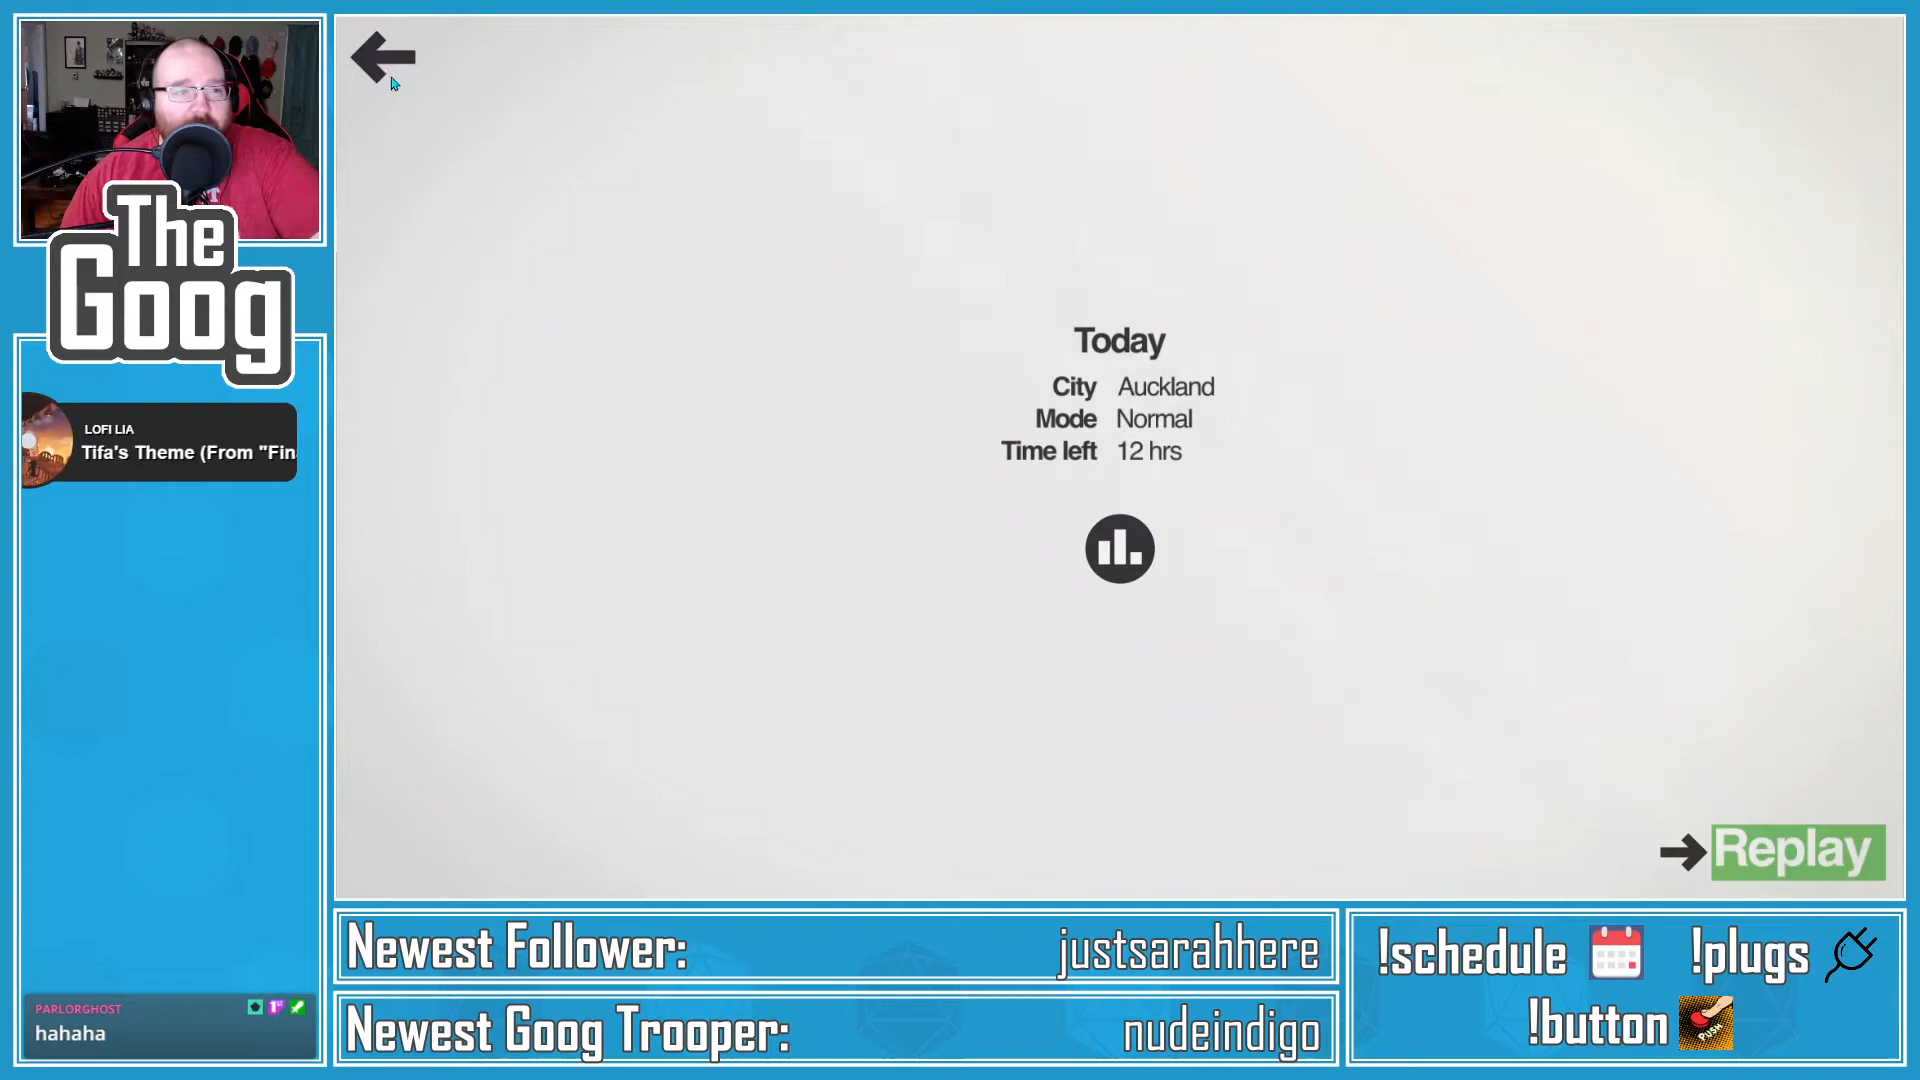 The
Goog
LOFI LIA
Tifa's Theme (From "Fin
PARLORGHOST
hahaha
Today
City Auckland
Mode Normal
Time left 12 hrs
Replay
Newest Follower: justsarahhere
Newest Goog Trooper: nudeindigo
!schedule !plugs
!button PUSH